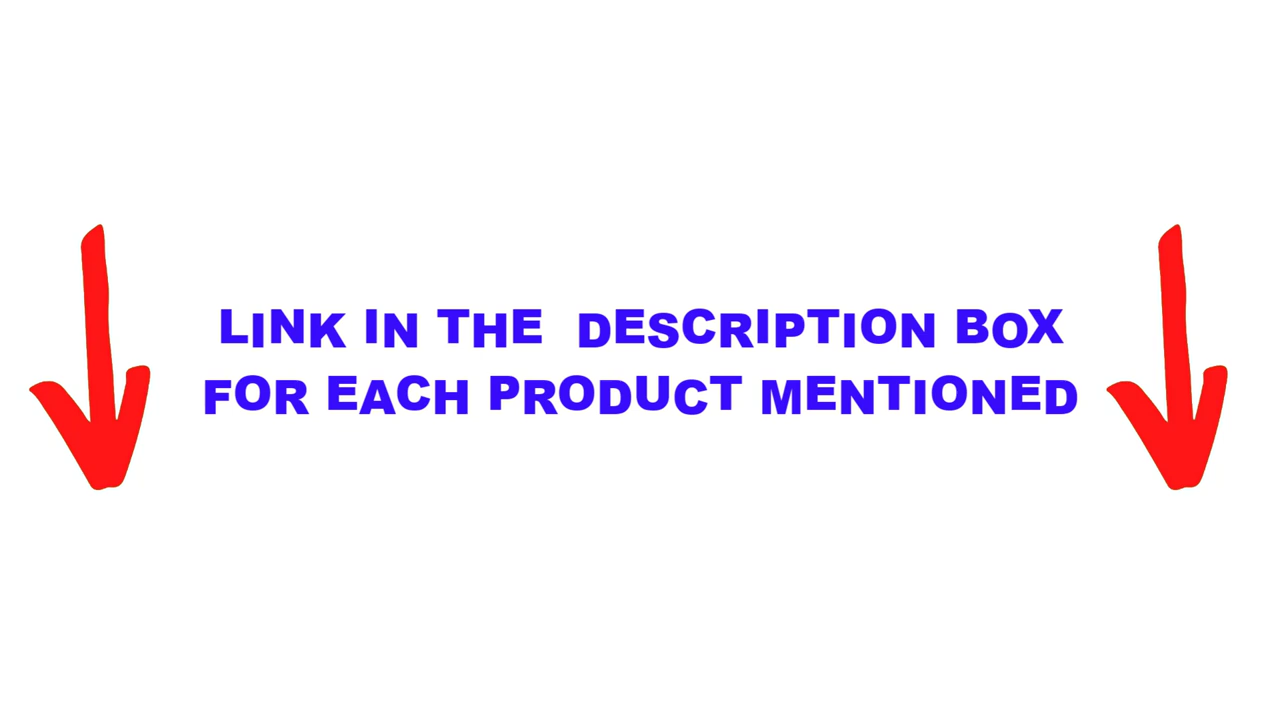 LINK IN THE DESCRIPTION BOX
FOR EACH PRODUCT MENTIONED